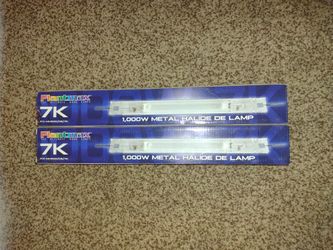 Plantmax
7K
1,000W METAL HALIDE DE LAMP
Plantmax
7K
1,000W METAL HALIDE DE LAMP